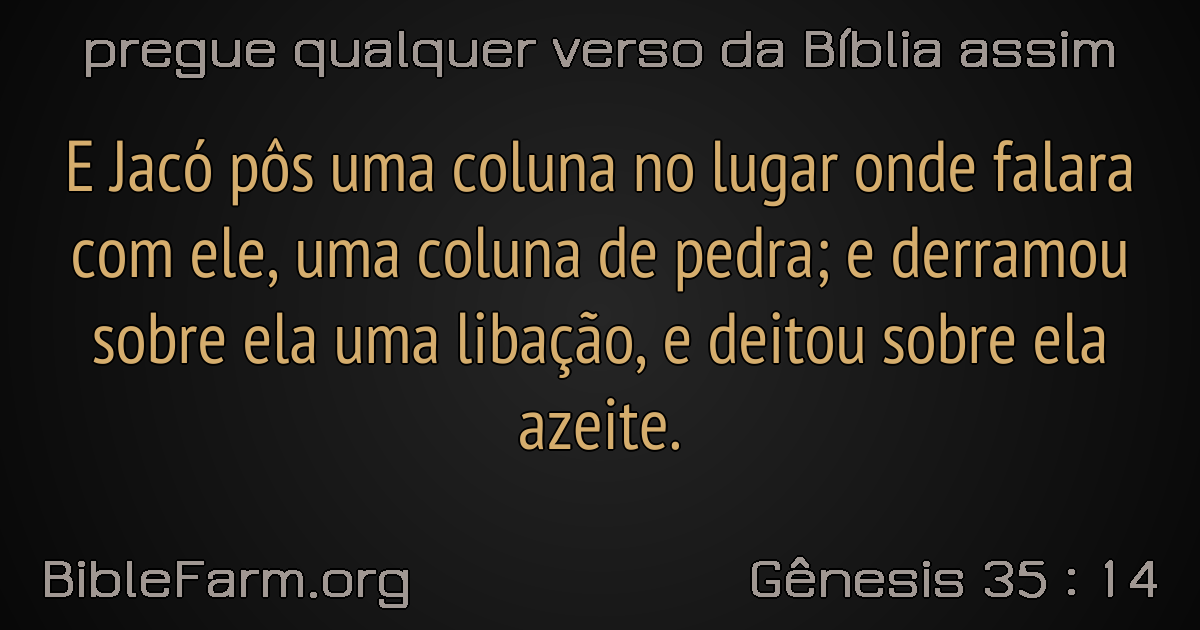 pregue qualquer verso da Bíblia assim
E Jacó pôs uma coluna no lugar onde falara
com ele, uma coluna de pedra; e derramou
sobre ela uma libação, e deitou sobre ela
azeite.
BibleFarm.org
Gênesis 35 : 14